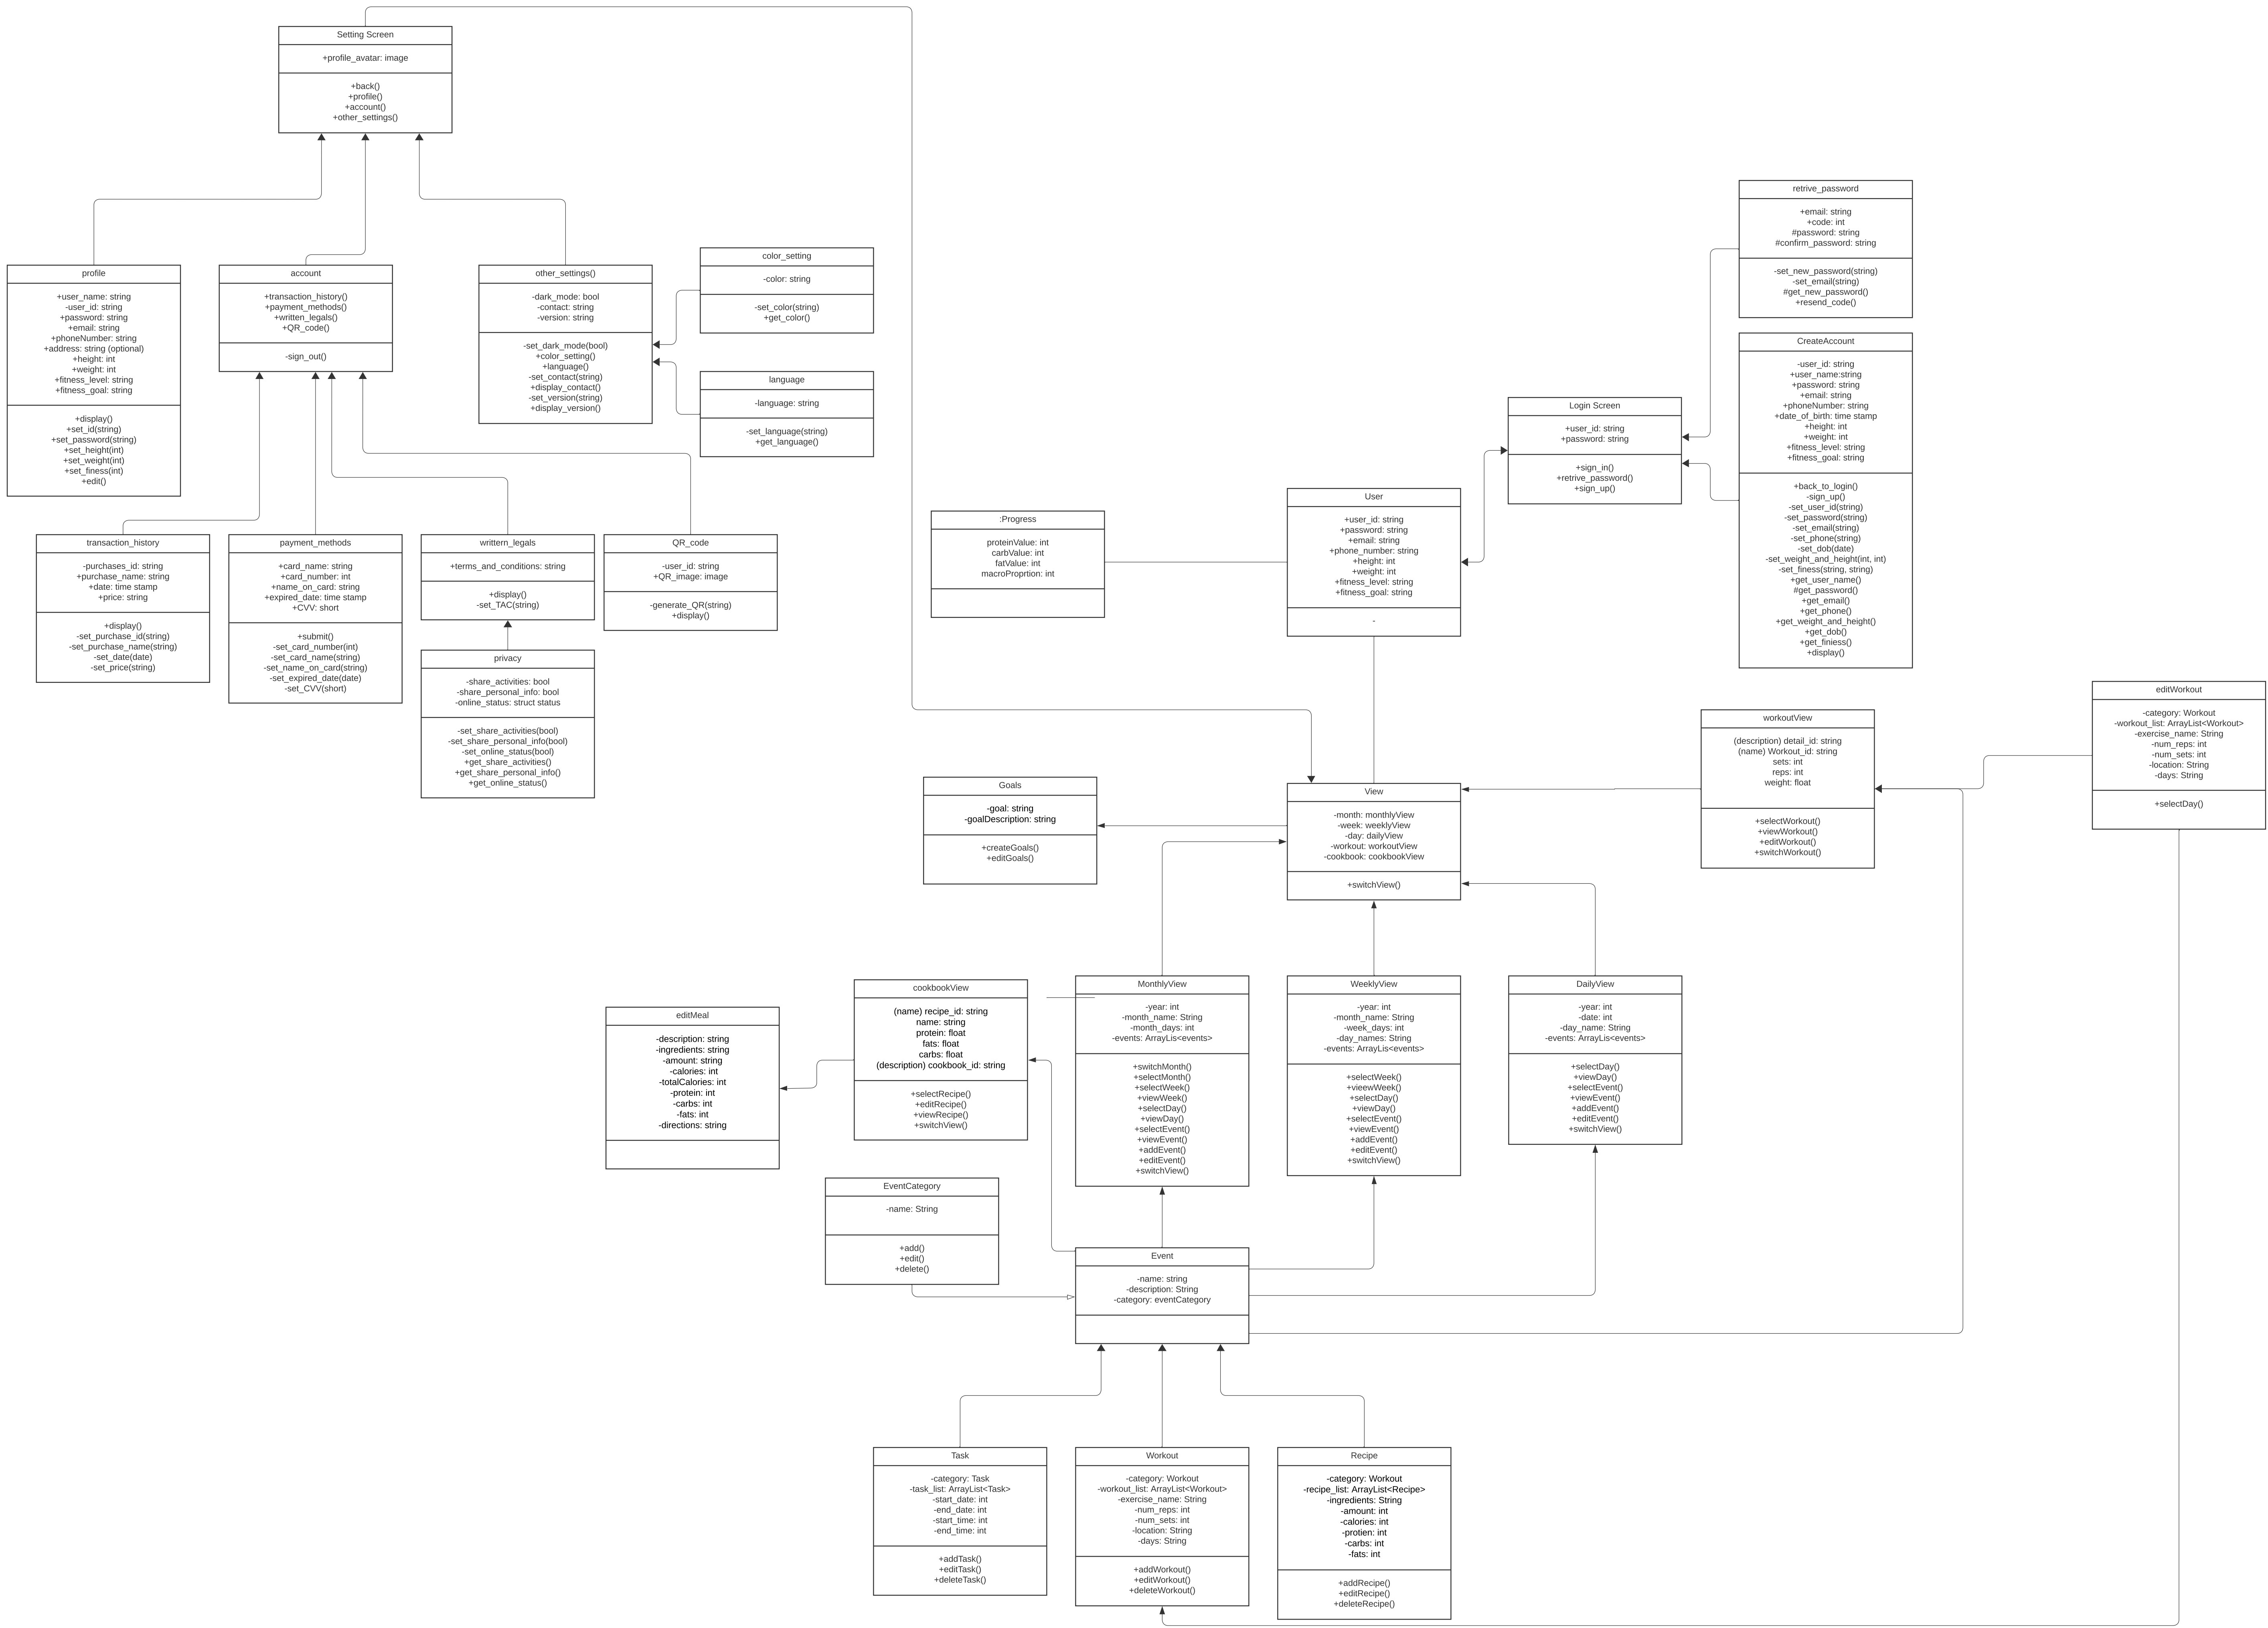 Setting Screen
+profile_avatar: image
+back()
+profile()
+account()
+other_settings()
profile
+user_name: string
-user_id: string
+password: string
+email: string
+phoneNumber: string
+address: string (optional)
+height: int
+weight: int
+fitness_level: string
+fitness_goal: string
+display()
+set_id(string)
+set_password(string)
+set_height(int)
+set_weight(int)
+set_finess(int)
+edit()
account
+transaction_history()
+payment_methods()
+written_legals()
+QR_code()
-sign_out()
other_settings()
-dark_mode: bool
-contact: string
-version: string
-set_dark_mode(bool)
+color_setting()
+language()
-set_contact(string)
+display_contact()
-set_version(string)
+display_version()
color_setting
-color: string
-set_color(string)
+get_color()
language
-language: string
-set_language(string)
+get_language()
transaction_history
-purchases_id: string
+purchase_name: string
+date: time stamp
+price: string
+display()
-set_purchase_id(string)
-set_purchase_name(string)
-set_date(date)
-set_price(string)
payment_methods
+card_name: string
+card_number: int
+name_on_card: string
+expired_date: time stamp
+CVV: short
+submit()
-set_card_number(int)
-set_card_name(string)
-set_name_on_card(string)
-set_expired_date(date)
-set_CVV(short)
writtern_legals
+terms_and_conditions: string
+display()
-set_TAC(string)
QR_code
-user_id: string
+QR_image: image
-generate_QR(string)
+display()
privacy
-share_activities: bool
-share_personal_info: bool
-online_status: struct status
-set_share_activities(bool)
-set_share_personal_info(bool)
-set_online_status(bool)
+get_share_activities()
+get_share_personal_info()
+get_online_status()
retrive_password
+email: string
+code: int
#password: string
#confirm_password: string
-set_new_password(string)
-set_email(string)
#get_new_password()
+resend_code()
CreateAccount
-user_id: string
+user_name:string
+password: string
+email: string
+phoneNumber: string
+date_of_birth: time stamp
+height: int
+weight: int
+fitness_level: string
+fitness_goal: string
+back_to_login()
-sign_up()
-set_user_id(string)
-set_password(string)
-set_email(string)
-set_phone(string)
-set_dob(date)
-set_weight_and_height(int, int)
-set_finess(string, string)
+get_user_name()
#get_password()
+get_email()
+get_phone()
+get_weight_and_height()
+get_dob()
+get_finiess()
+display()
Login Screen
+user_id: string
+password: string
+sign_in()
+retrive_password()
+sign_up()
User
+user_id: string
+password: string
+email: string
+phone_number: string
+height: int
+weight: int
+fitness_level: string
+fitness_goal: string
-
:Progress
proteinValue: int
carbValue: int
fatValue: int
macroProprtion: int
editWorkout
-category: Workout
-workout_list: ArrayList<Workout>
-exercise_name: String
-num_reps: int
-num_sets: int
-location: String
-days: String
+selectDay()
workoutView
(description) detail_id: string
(name) Workout_id: string
sets: int
reps: int
weight: float
+selectWorkout()
+viewWorkout()
+editWorkout()
+switchWorkout()
Goals
-goal: string
-goalDescription: string
+createGoals()
+editGoals()
View
-month: monthlyView
-week: weeklyView
-day: dailyView
-workout: workoutView
-cookbook: cookbookView
+switchView()
editMeal
-description: string
-ingredients: string
-amount: string
-calories: int
-totalCalories: int
-protein: int
-carbs: int
-fats: int
-directions: string
cookbookView
(name) recipe_id: string
name: string
protein: float
fats: float
carbs: float
(description) cookbook_id: string
+selectRecipe()
+editRecipe()
+viewRecipe()
+switchView()
MonthlyView
-year: int
-month_name: String
-month_days: int
-events: ArrayLis<events>
+switchMonth()
+selectMonth()
+selectWeek()
+viewWeek()
+selectDay()
+viewDay()
+selectEvent()
+viewEvent()
+addEvent()
+editEvent()
+switchView()
WeeklyView
-year: int
-month_name: String
-week_days: int
-day_names: String
-events: ArrayLis<events>
+selectWeek()
+vieewWeek()
+selectDay()
+viewDay()
+selectEvent()
+viewEvent()
+addEvent()
+editEvent()
+switchView()
DailyView
-year: int
-date: int
-day_name: String
-events: ArrayLis<events>
+selectDay()
+viewDay()
+selectEvent()
+viewEvent()
+addEvent()
+editEvent()
+switchView()
EventCategory
-name: String
+add()
+edit()
+delete()
Event
-name: string
-description: String
-category: eventCategory
Task
-category: Task
-task_list: ArrayList<Task>
-start_date: int
-end_date: int
-start_time: int
-end_time: int
+addTask()
+editTask()
+deleteTask()
Workout
-category: Workout
-workout_list: ArrayList<Workout>
-exercise_name: String
-num_reps: int
-num_sets: int
-location: String
-days: String
+addWorkout()
+editWorkout()
+deleteWorkout()
Recipe
-category: Workout
-recipe_list: ArrayList<Recipe>
-ingredients: String
-amount: int
-calories: int
-protien: int
-carbs: int
-fats: int
+addRecipe()
+editRecipe()
+deleteRecipe()